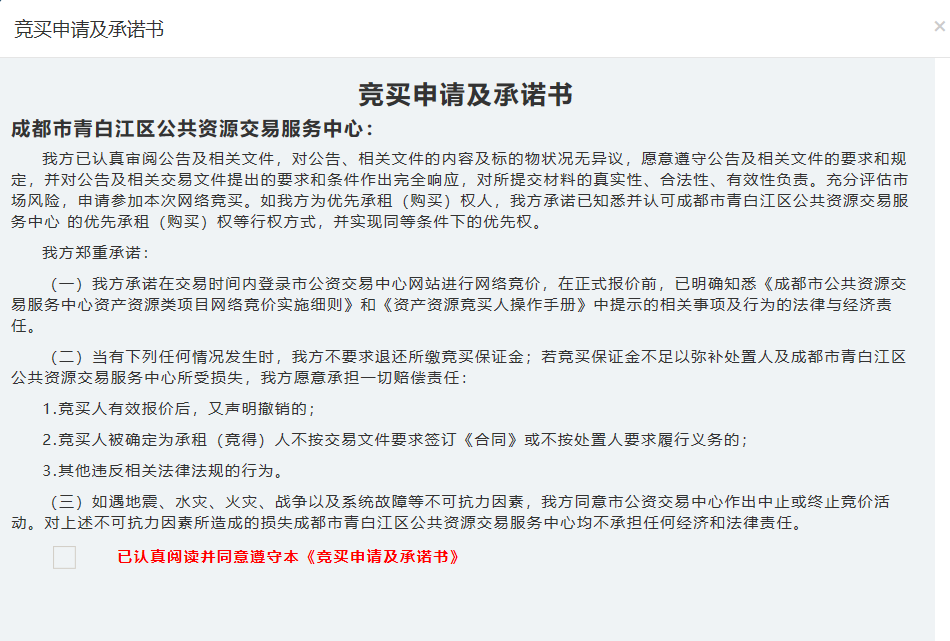 竞买申请及承诺书
×
竞买申请及承诺书
成都市青白江区公共资源交易服务中心：
我方已认真审阅公告及相关文件，对公告、相关文件的内容及标的物状况无异议，愿意遵守公告及相关文件的要求和规
定，并对公告及相关交易文件提出的要求和条件作出完全响应，对所提交材料的真实性、合法性、有效性负责。充分评估市
场风险，申请参加本次网络竞买。如我方为优先承租（购买）权人，我方承诺已知悉并认可成都市青白江区公共资源交易服
务中心 的优先承租（购买）权等行权方式，并实现同等条件下的优先权。
我方郑重承诺：
（一）我方承诺在交易时间内登录市公资交易中心网站进行网络竞价，在正式报价前，已明确知悉《成都市公共资源交
易服务中心资产资源类项目网络竞价实施细则》和《资产资源竞买人操作手册》中提示的相关事项及行为的法律与经济责
任。
（二）当有下列任何情况发生时，我方不要求退还所缴竞买保证金；若竞买保证金不足以弥补处置人及成都市青白江区
公共资源交易服务中心所受损失，我方愿意承担一切赔偿责任：
1.竞买人有效报价后，又声明撤销的；
2.竞买人被确定为承租（竞得）人不按交易文件要求签订《合同》或不按处置人要求履行义务的；
3.其他违反相关法律法规的行为。
（三）如遇地震、水灾、火灾、战争以及系统故障等不可抗力因素，我方同意市公资交易中心作出中止或终止竞价活
动。对上述不可抗力因素所造成的损失成都市青白江区公共资源交易服务中心均不承担任何经济和法律责任。
已认真阅读并同意遵守本《竞买申请及承诺书》